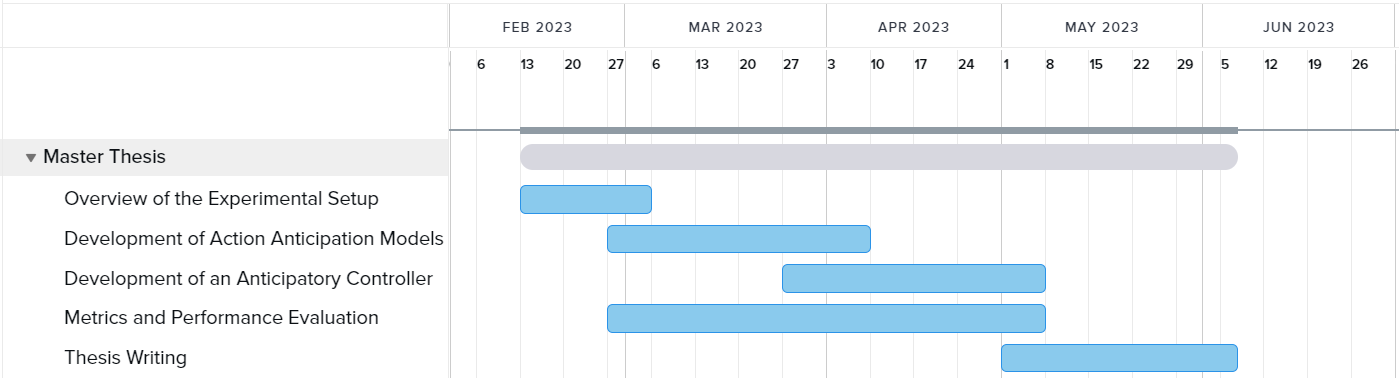 FEB 2023 MAR 2023 APR 2023 MAY 2023 JUN 2023
6 13 20 27 6 13 20 27 3 10 17 24 1 8 15 22 29 5 12 19 26
Master Thesis
Overview of the Experimental Setup
Development of Action Anticipation Models
Development of an Anticipatory Controller
Metrics and Performance Evaluation
Thesis Writing